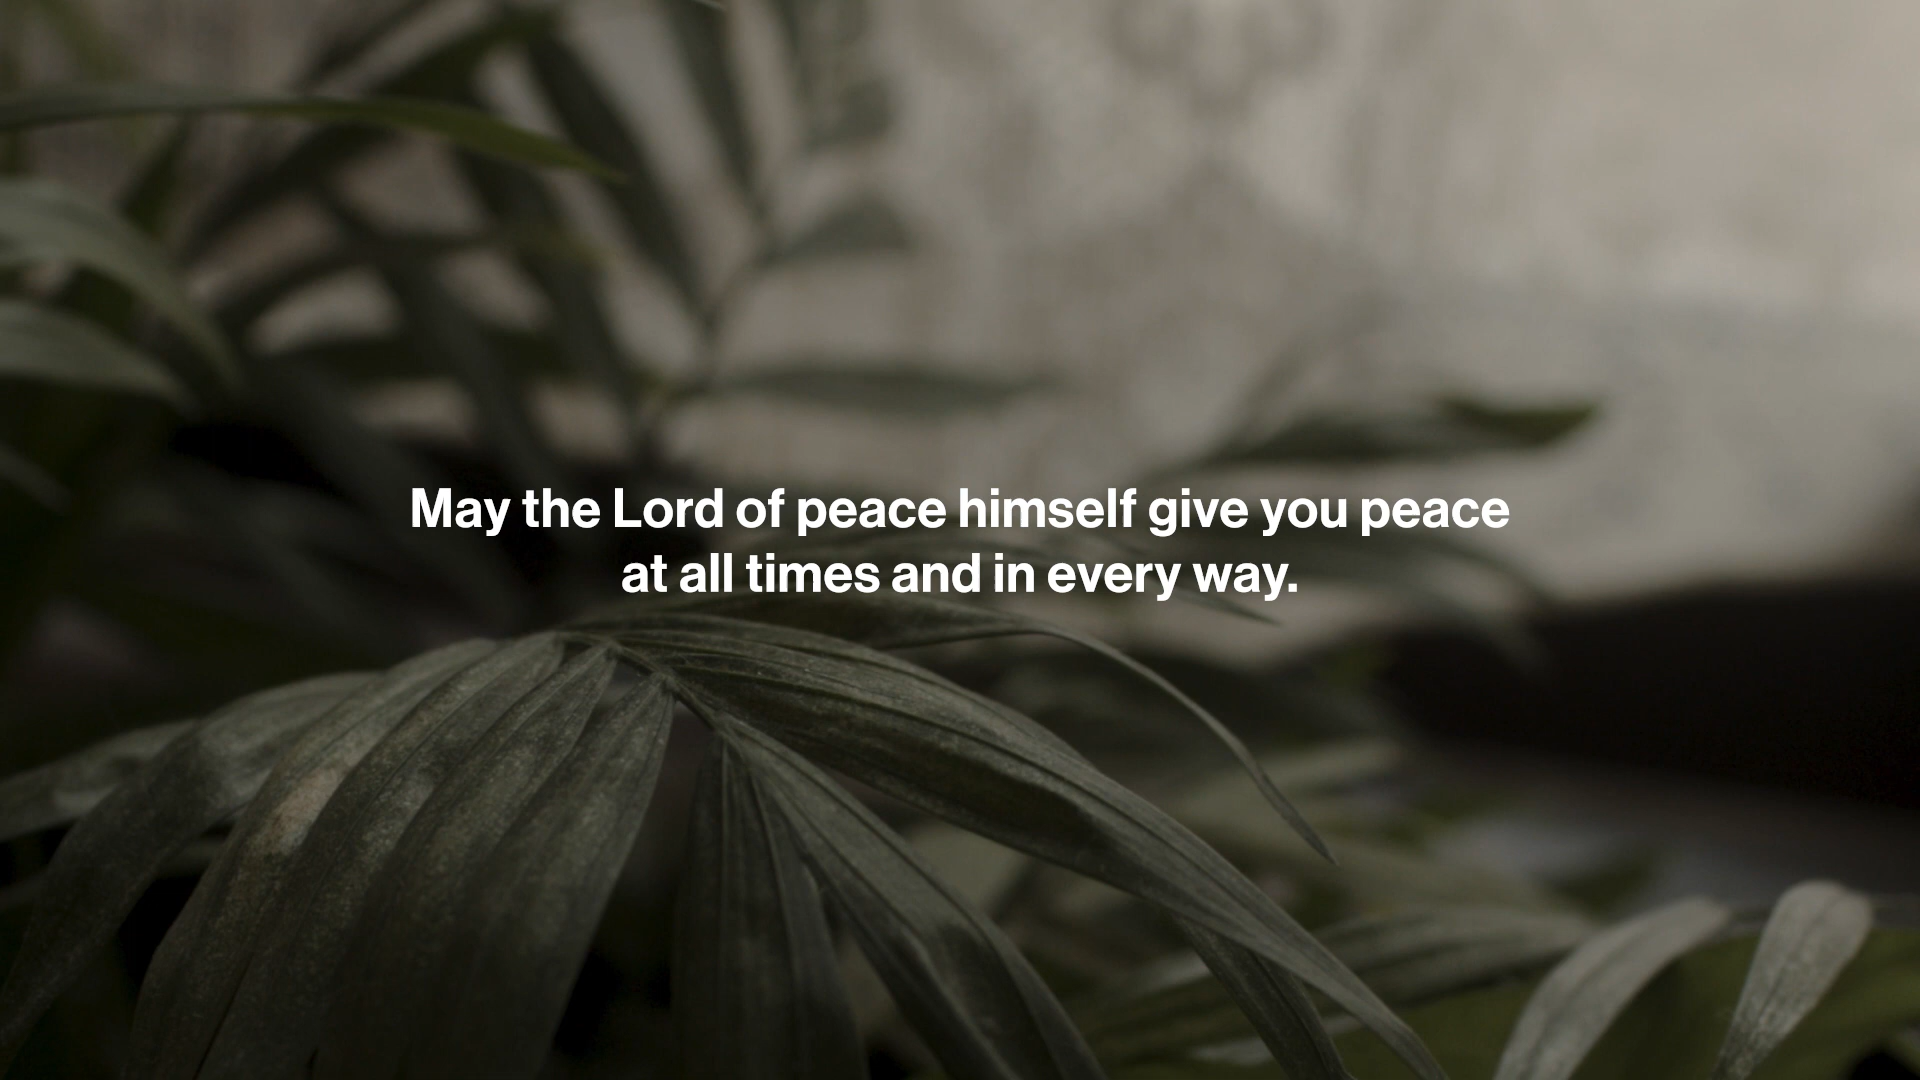 May the Lord of peace himself give you peace
at all times and in every way.